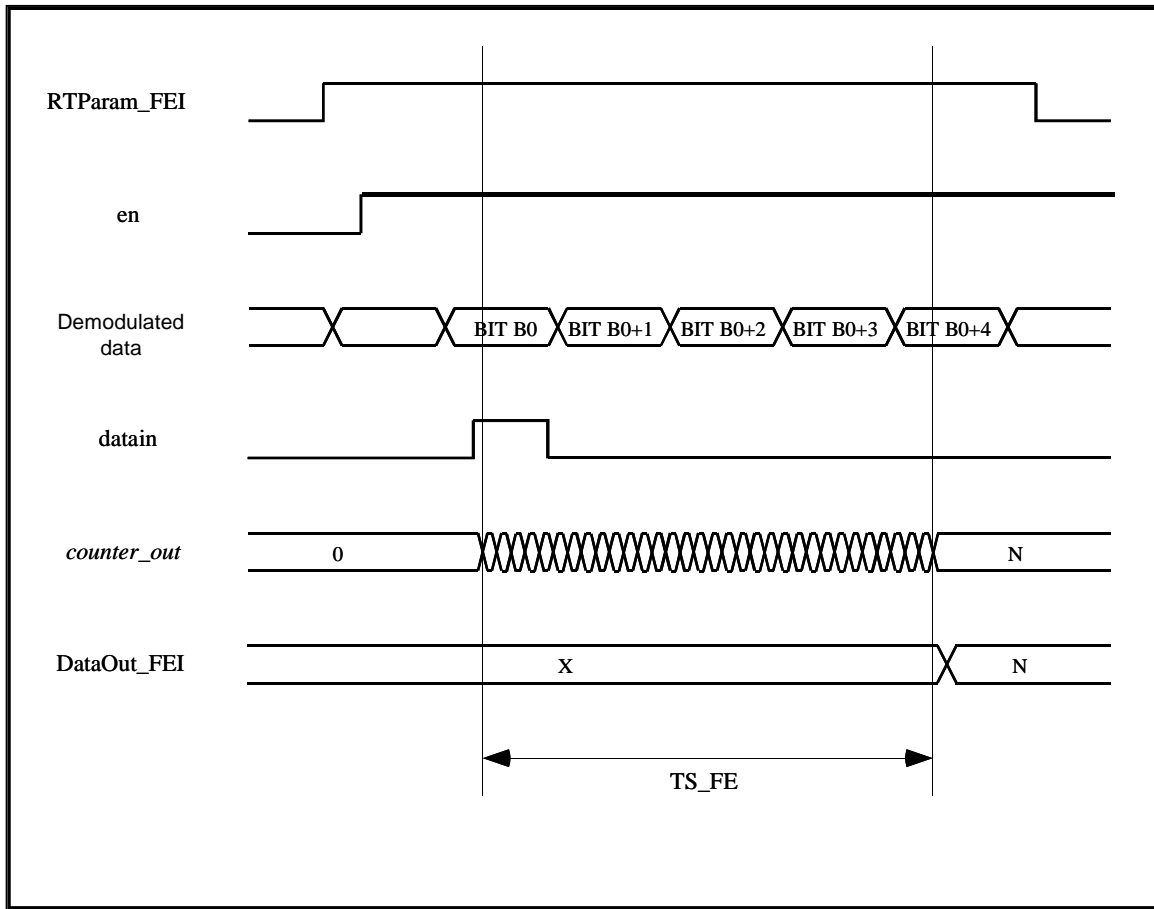 RTParam_FEI
en
Demodulated
data
BIT B0 BIT B0+1 BIT B0+2 BIT B0+3 BIT B0+4
datain
counter_out
0 N
DataOut_FEI
X N
TS_FE